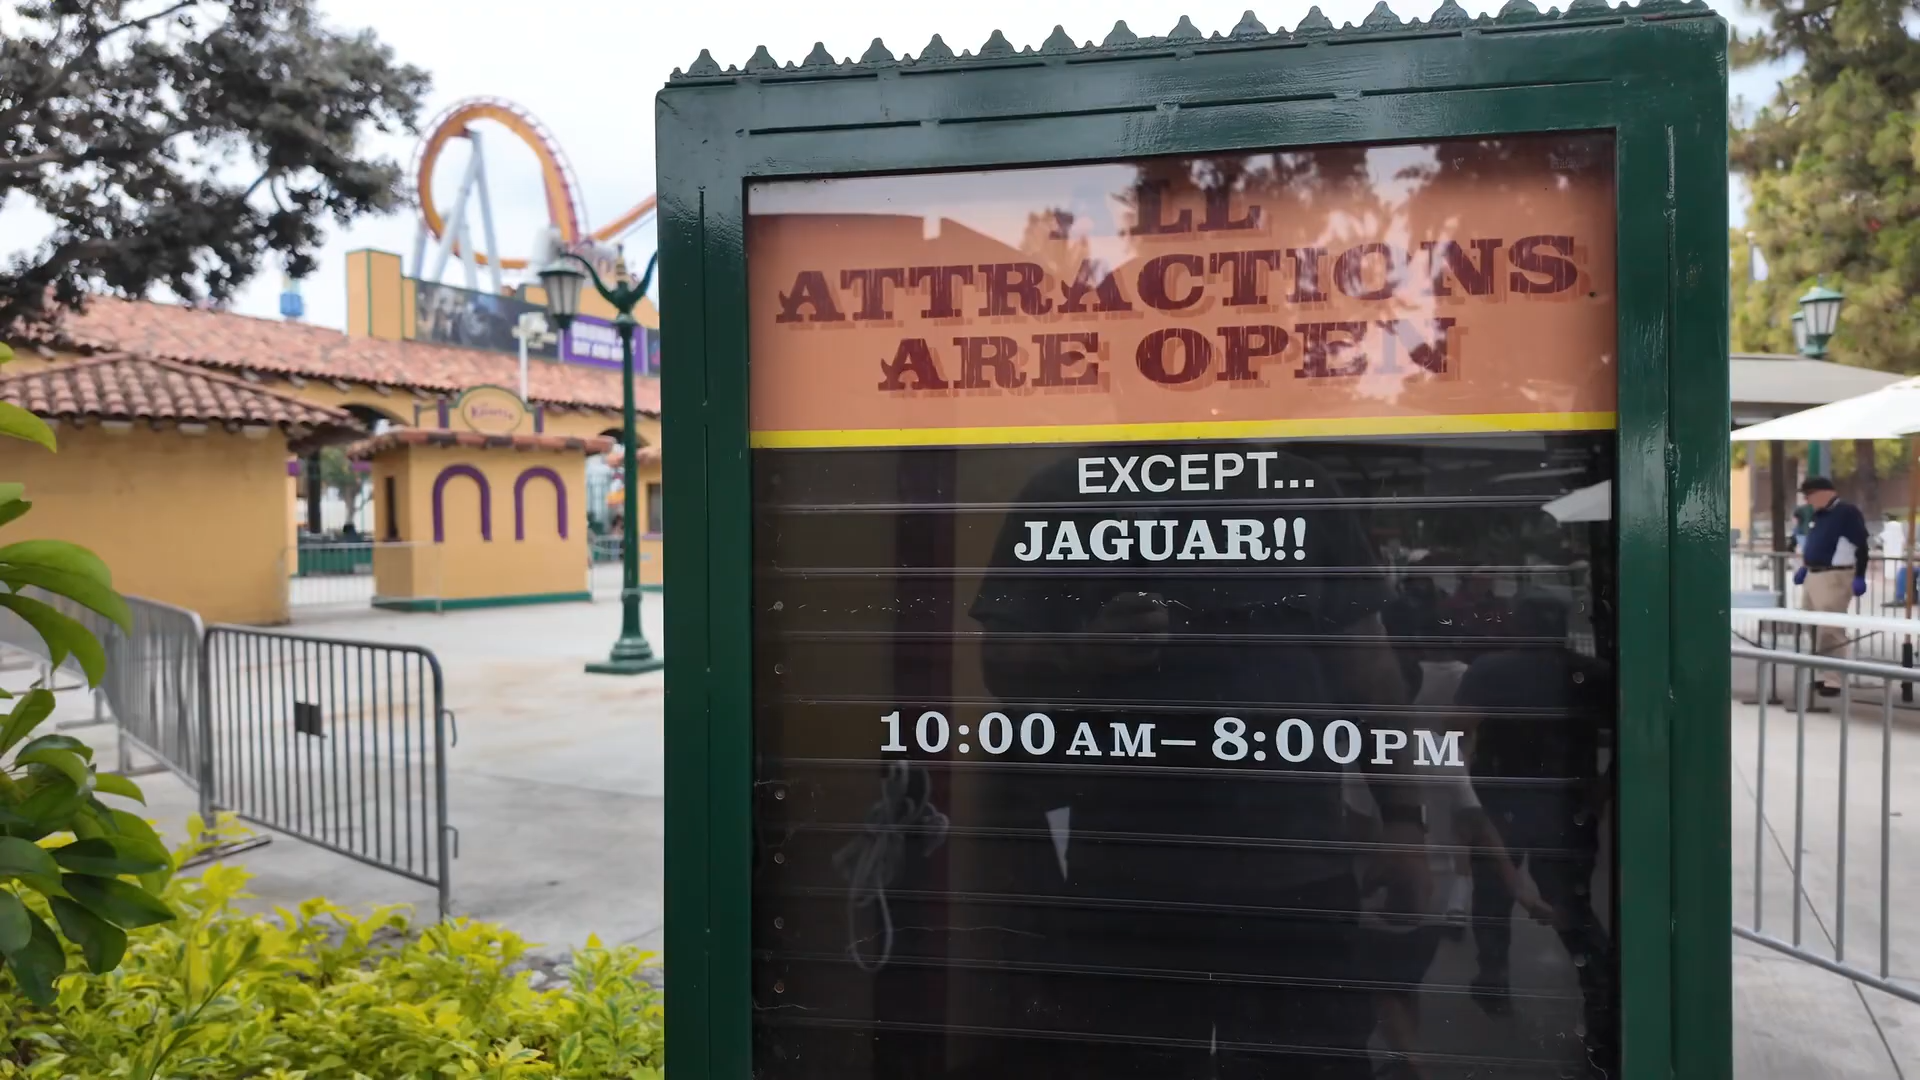 ALL
ATTRACTIONS
ARE OPEN
EXCEPT...
JAGUAR!!
10:00AM–8:00PM